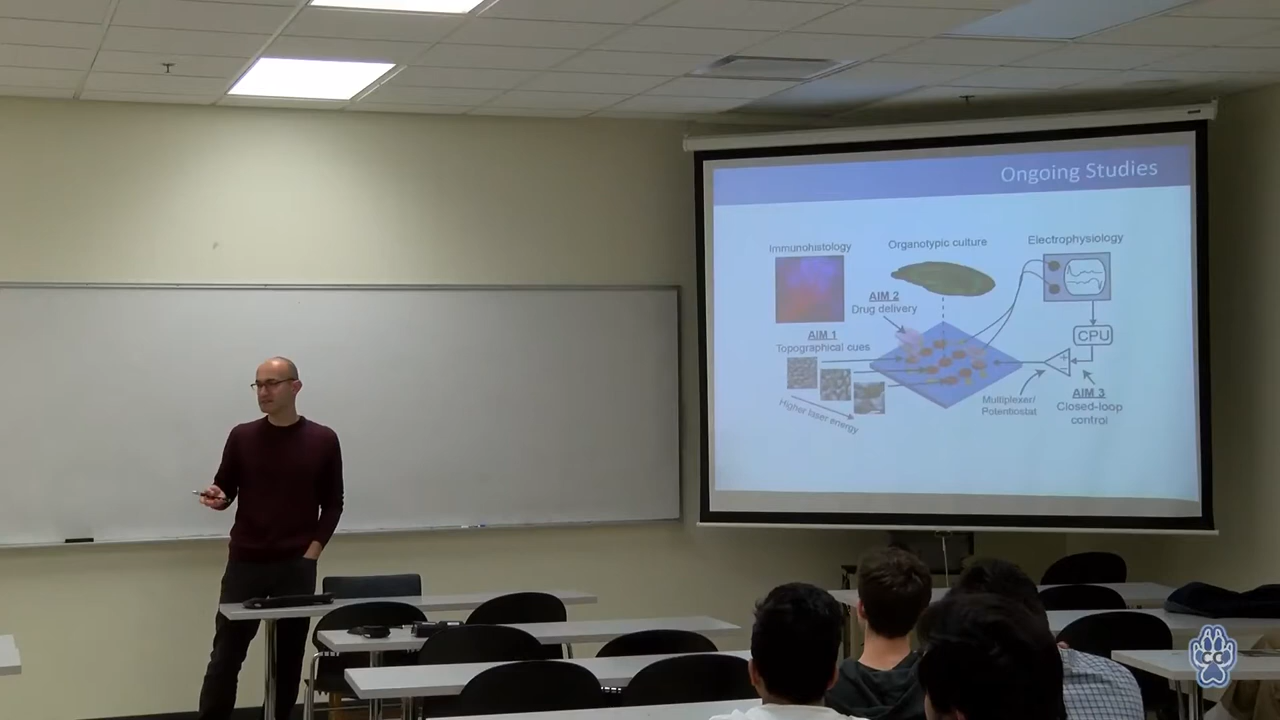 Ongoing Studies
Immunohistology
Organotypic culture
Electrophysiology
AIM 2
Drug delivery
AIM 1
Topographical cues
CPU
Higher laser energy
Multiplexer/
Potentiostat
AIM 3
Closed-loop
control
CC